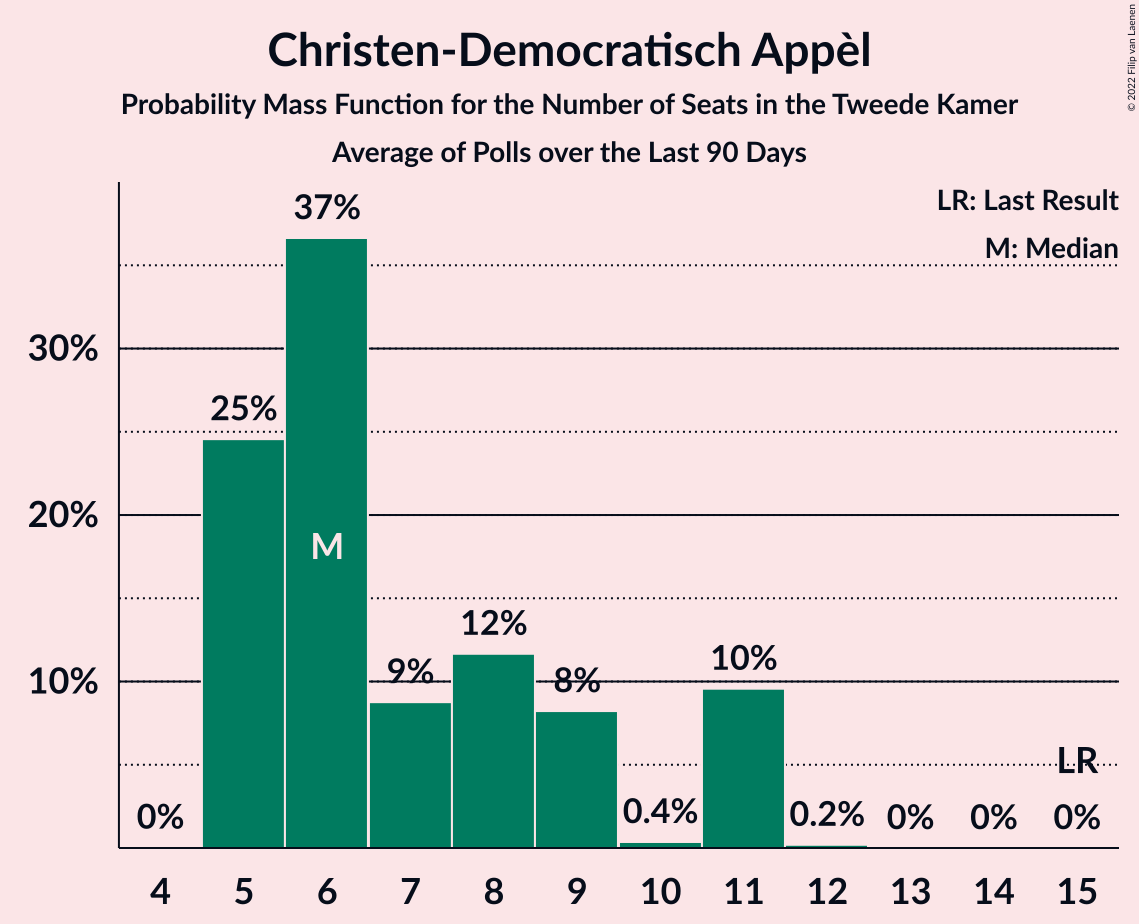 Christen-Democratisch Appèl
Probability Mass Function for the Number of Seats in the Tweede Kamer
Average of Polls over the Last 90 Days
© 2022 Filip van Laenen
LR: Last Result
M: Median
37%
30%
25%
20%
M
12%
10%
9%
8%
10%
LR
0%
0.4%
0.2%
0%
0%
0%
4 5 6 7 8 9 10 11 12 13 14 15